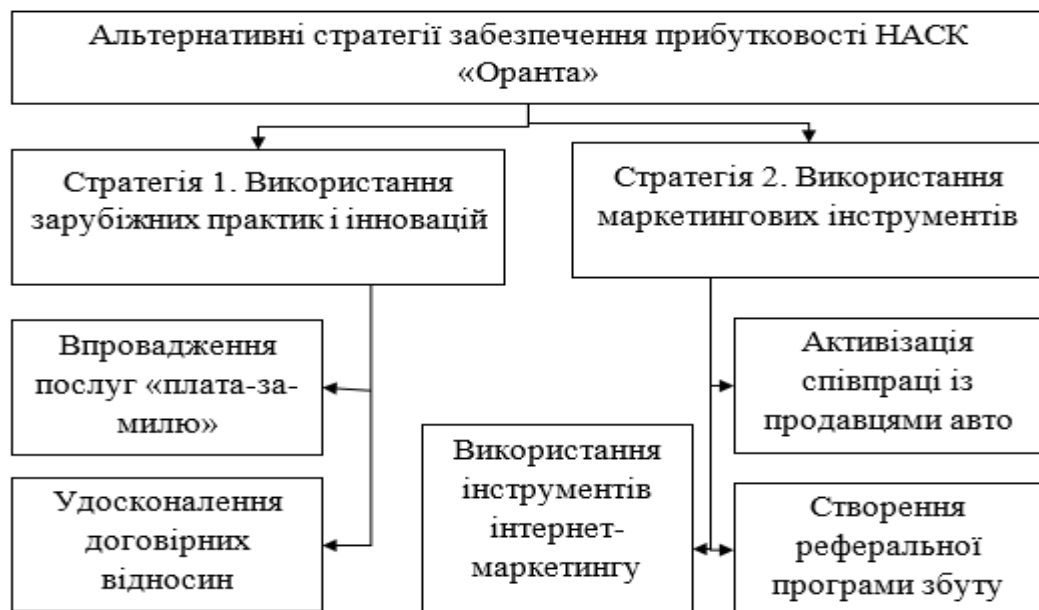 Альтернативні стратегії забезпечення прибутковості НАСК
«Оранта»
Стратегія 1. Використання
зарубіжних практик і інновацій
Стратегія 2. Використання
маркетингових інструментів
Впровадження
послуг «плата-за-
милю»
Удосконалення
договірних
відносин
Використання
інструментів
інтернет-
маркетингу
Активізація
співпраці із
продавцями авто
Створення
реферальної
програми збуту